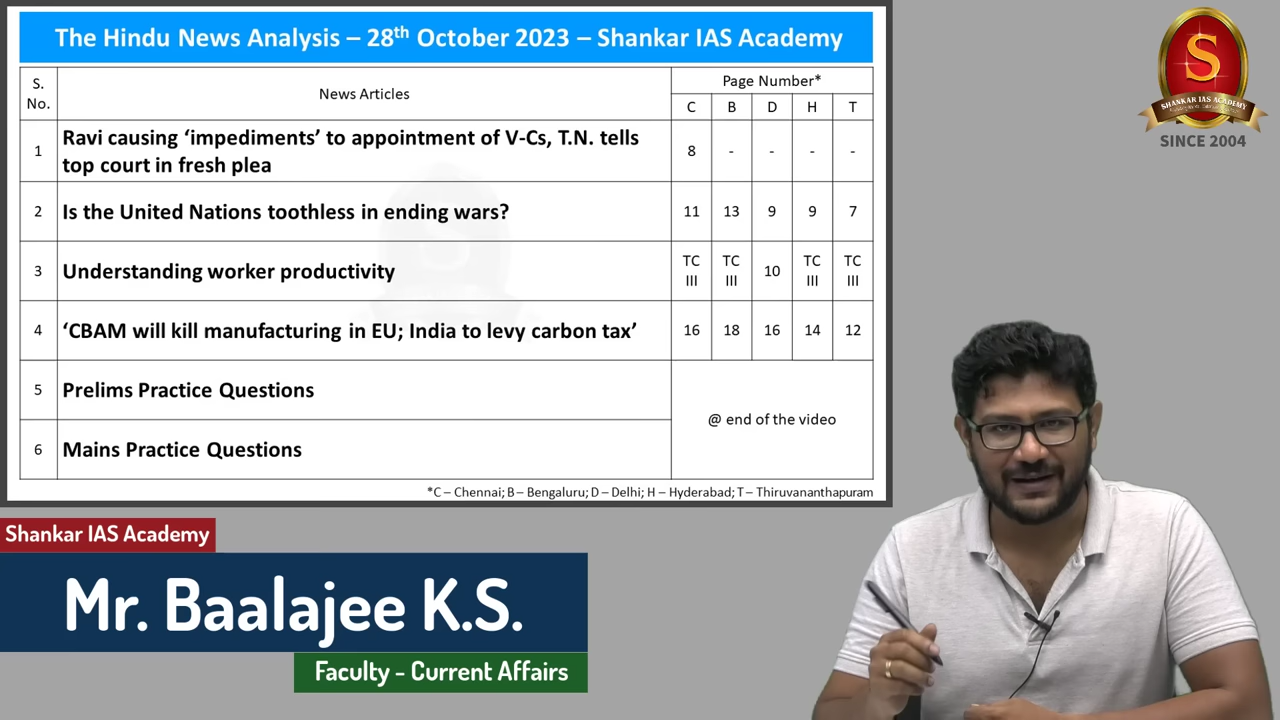 The Hindu News Analysis – 28th October 2023 – Shankar IAS Academy
S. No.
News Articles
Page Number*
C B D H T
1 Ravi causing ‘impediments’ to appointment of V-Cs, T.N. tells
top court in fresh plea
8 - - - -
2 Is the United Nations toothless in ending wars? 11 13 9 9 7
3 Understanding worker productivity TC III TC III 10 TC III TC III
4 ‘CBAM will kill manufacturing in EU; India to levy carbon tax’ 16 18 16 14 12
5 Prelims Practice Questions
@ end of the video
6 Mains Practice Questions
*C – Chennai; B – Bengaluru; D – Delhi; H – Hyderabad; T – Thiruvananthapuram
S
SHANKAR IAS ACADEMY
SINCE 2004
Shankar IAS Academy
Mr. Baalajee K.S.
Faculty - Current Affairs